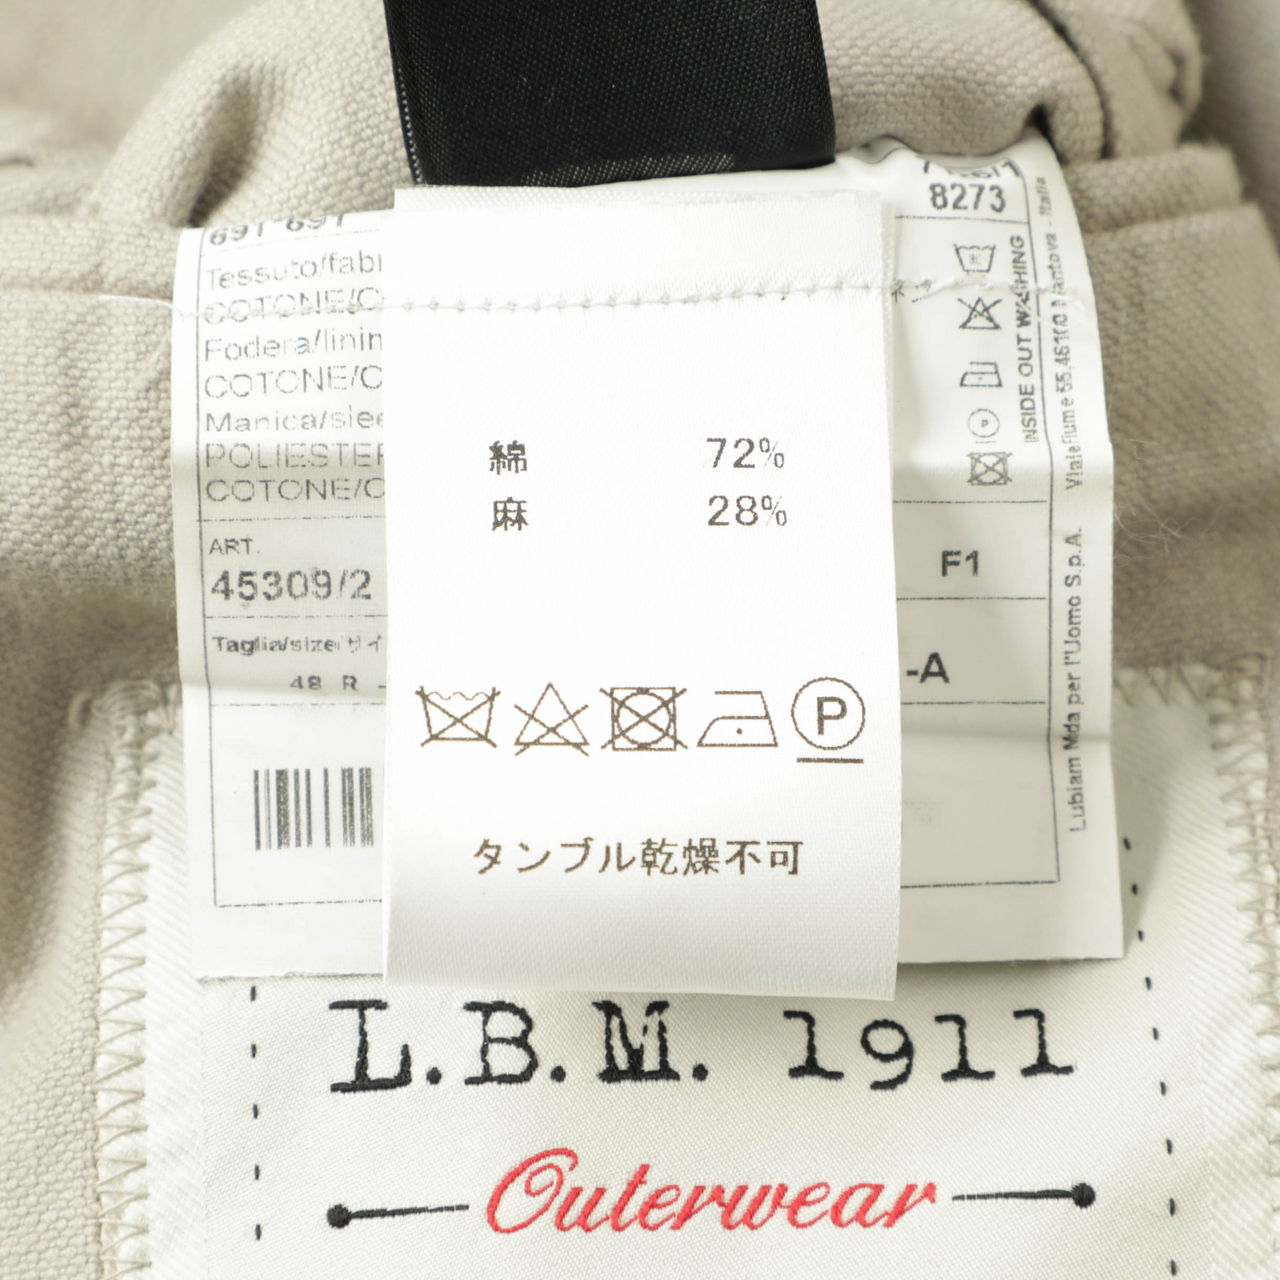 8273
691*691
Tessuto/fabi
COTONE/C
Fodera/linin
COTONE/C
Manica/slee
POLIESTER
COTONE/C
ART.
45309/2
Taglia/size/サイ
48 R -
INSIDE OUT WASHING
F1
-A
Lubiam Mda per l'Uomo S.p.A.
綿 72%
麻 28%
P
タンブル乾燥不可
L.B.M. 1911
Outerwear